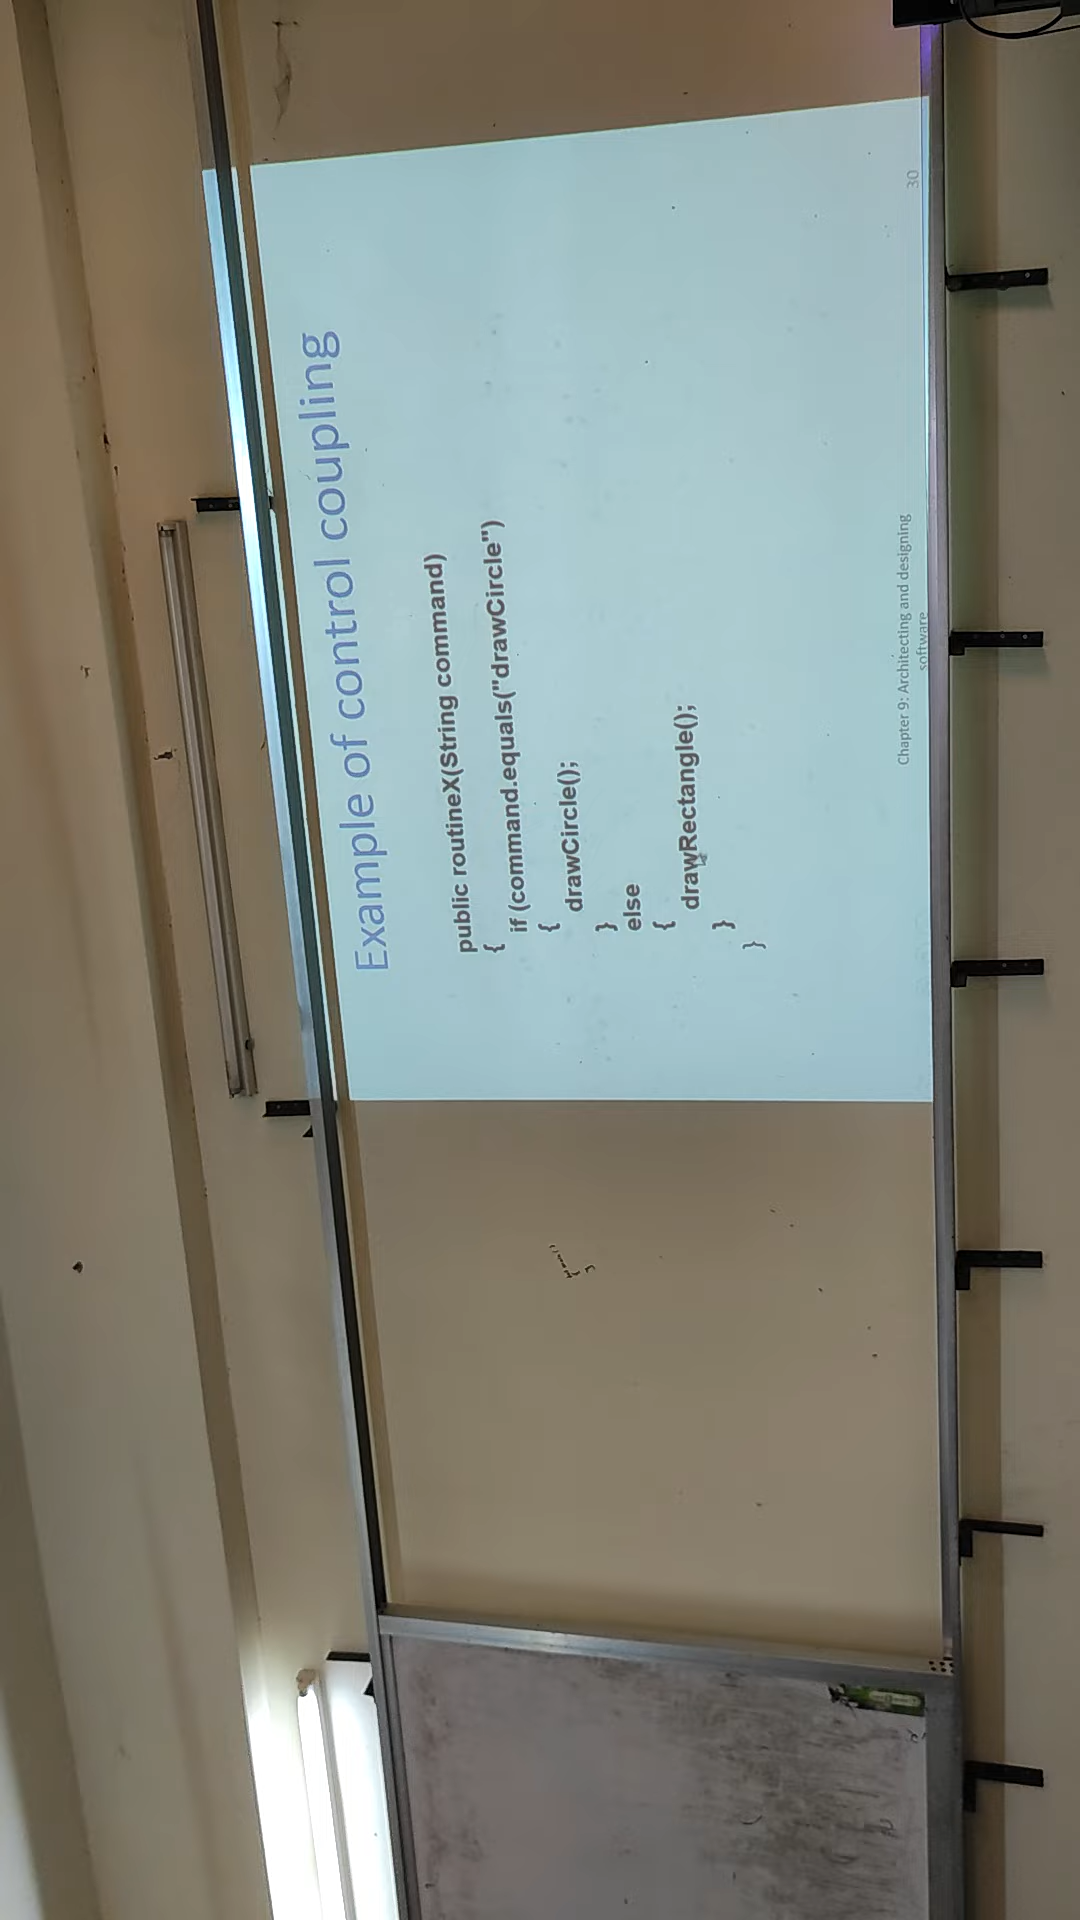 Example of control coupling
public routineX(String command)
{
if (command.equals("drawCircle")
{
drawCircle();
}
else
{
drawRectangle();
}
}
Chapter 9: Architecting and designing
software
30